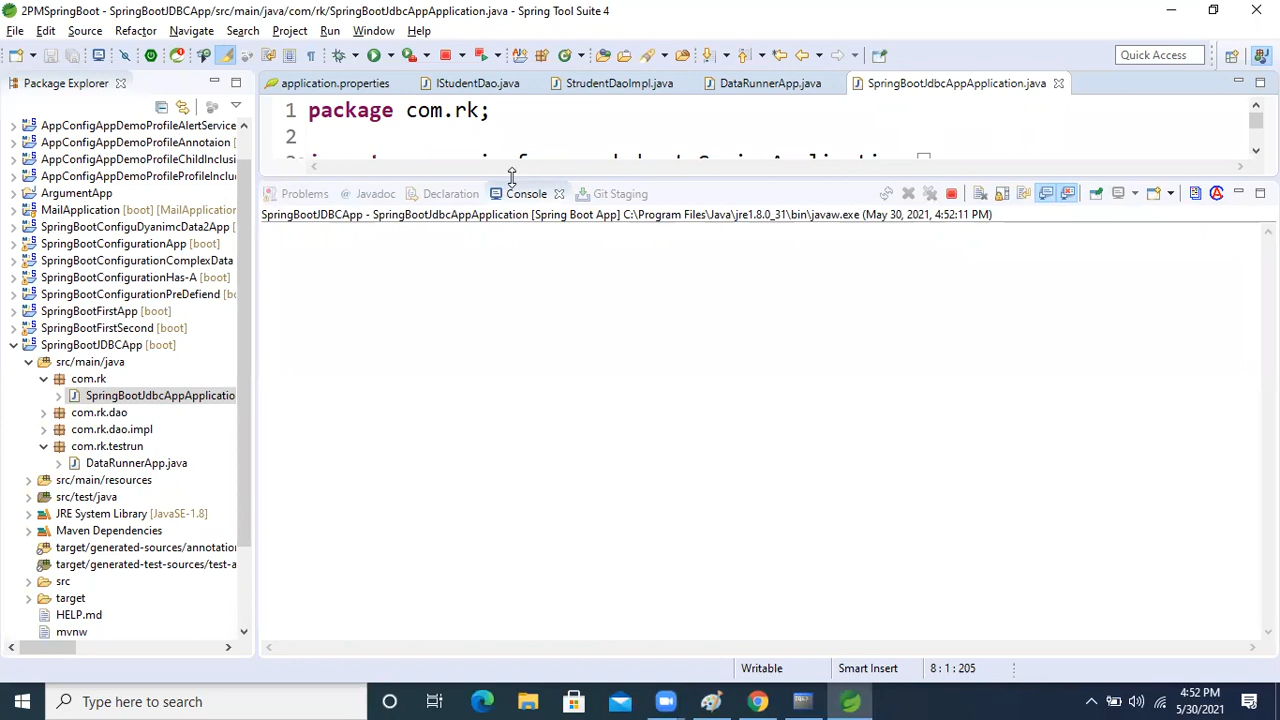 2PMSpringBoot - SpringBootJDBCApp/src/main/java/com/rk/SpringBootJdbcAppApplication.java - Spring Tool Suite 4
File Edit Source Refactor Navigate Search Project Run Window Help
Quick Access
Package Explorer
application.properties IStudentDao.java StrudentDaoImpl.java DataRunnerApp.java SpringBootJdbcAppApplication.java
1 package com.rk;
2
AppConfigAppDemoProfileAlertService
AppConfigAppDemoProfileAnnotaion
AppConfigAppDemoProfileChildInclusi
AppConfigAppDemoProfileProfileInclu
ArgumentApp
MailApplication [boot] [MailApplication
SpringBootConfiguDyanimcData2App
SpringBootConfigurationApp [boot]
SpringBootConfigurationComplexData
SpringBootConfigurationHas-A [boot]
SpringBootConfigurationPreDefiend [bo
SpringBootFirstApp [boot]
SpringBootFirstSecond [boot]
SpringBootJDBCApp [boot]
src/main/java
com.rk
SpringBootJdbcAppApplicatio
com.rk.dao
com.rk.dao.impl
com.rk.testrun
DataRunnerApp.java
src/main/resources
src/test/java
JRE System Library [JavaSE-1.8]
Maven Dependencies
target/generated-sources/annotation
target/generated-test-sources/test-a
src
target
HELP.md
mvnw
Problems Javadoc Declaration Console Git Staging
SpringBootJDBCApp - SpringBootJdbcAppApplication [Spring Boot App] C:\Program Files\Java\jre1.8.0_31\bin\javaw.exe (May 30, 2021, 4:52:11 PM)
Writable Smart Insert 8 : 1 : 205
Type here to search
4:52 PM
5/30/2021